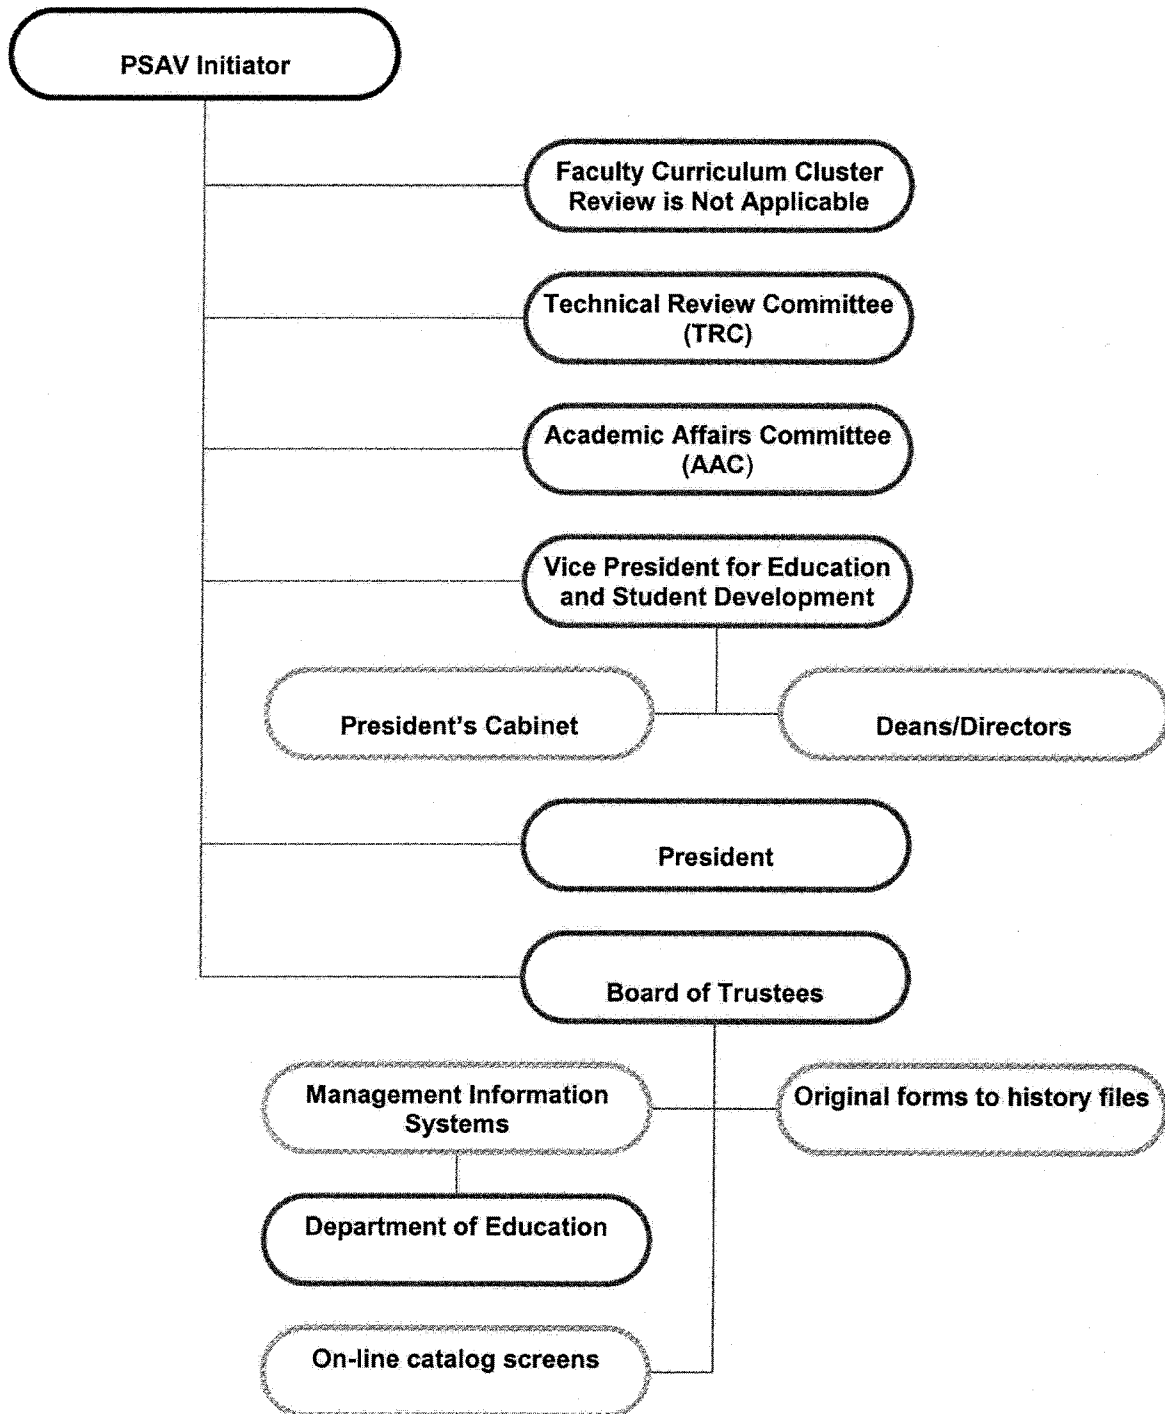 PSAV Initiator
Faculty Curriculum Cluster
Review is Not Applicable
Technical Review Committee
(TRC)
Academic Affairs Committee
(AAC)
Vice President for Education
and Student Development
President's Cabinet
Deans/Directors
President
Board of Trustees
Management Information
Systems
Original forms to history files
Department of Education
On-line catalog screens